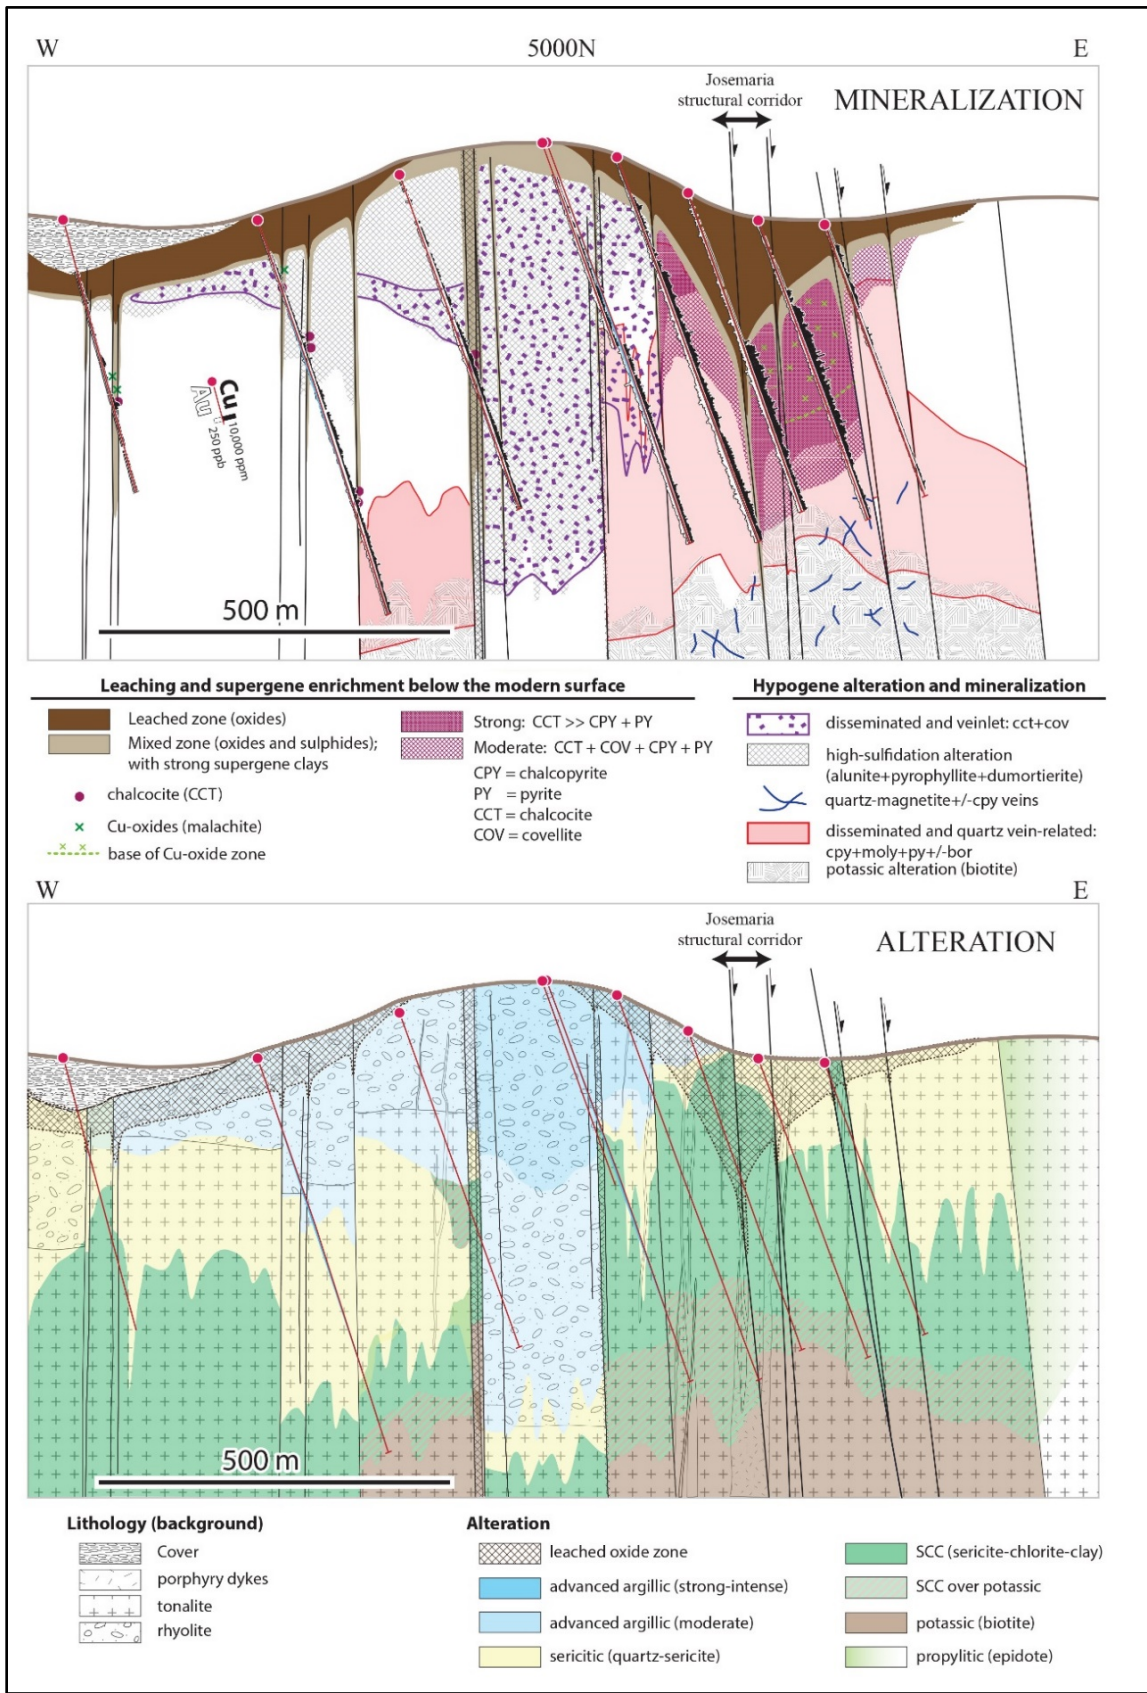 W
5000N
E
Josemaria
structural corridor
MINERALIZATION
Cu
Au
10,000 ppm
250 ppb
500 m
Leaching and supergene enrichment below the modern surface
Leached zone (oxides)
Mixed zone (oxides and sulphides);
with strong supergene clays
chalcocite (CCT)
Cu-oxides (malachite)
base of Cu-oxide zone
Strong: CCT >> CPY + PY
Moderate: CCT + COV + CPY + PY
CPY = chalcopyrite
PY = pyrite
CCT = chalcocite
COV = covellite
Hypogene alteration and mineralization
disseminated and veinlet: cct+cov
high-sulfidation alteration
(alunite+pyrophyllite+dumortierite)
quartz-magnetite+/-cpy veins
disseminated and quartz vein-related:
cpy+moly+py+/-bor
potassic alteration (biotite)
W
E
Josemaria
structural corridor
ALTERATION
500 m
Lithology (background)
Cover
porphyry dykes
tonalite
rhyolite
Alteration
leached oxide zone
advanced argillic (strong-intense)
advanced argillic (moderate)
sericitic (quartz-sericite)
SCC (sericite-chlorite-clay)
SCC over potassic
potassic (biotite)
propylitic (epidote)